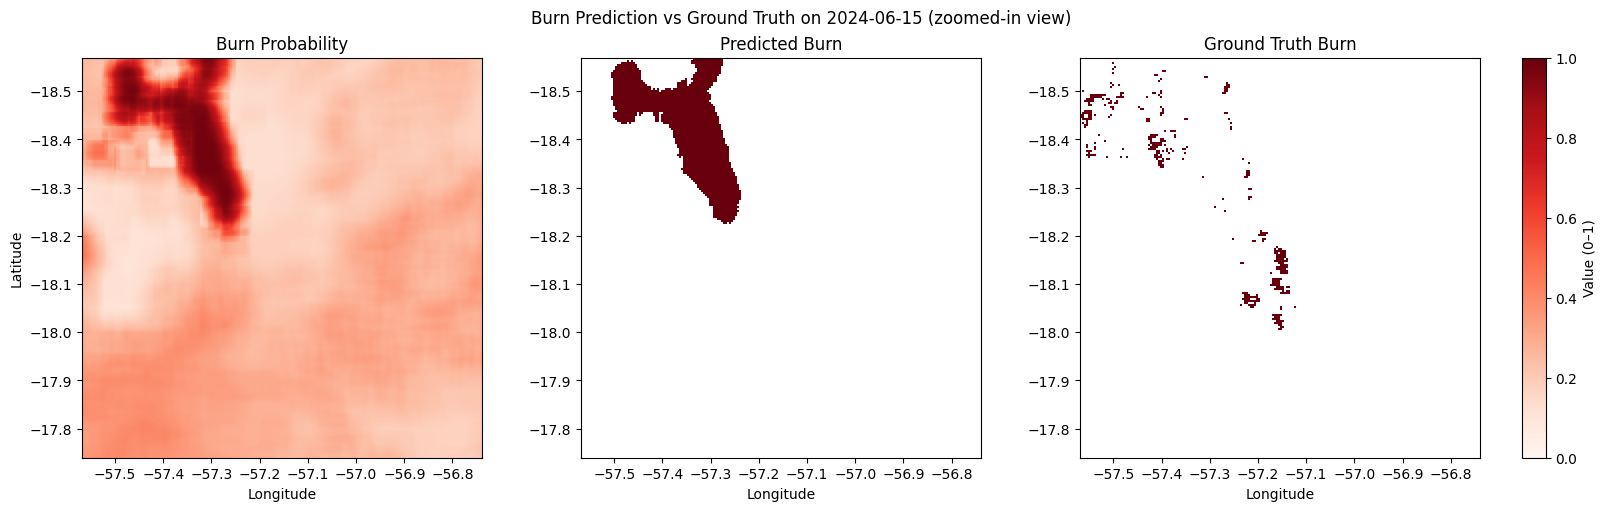 Burn Prediction vs Ground Truth on 2024-06-15 (zoomed-in view)
Burn Probability
Predicted Burn
Ground Truth Burn
Latitude
−18.5
−18.4
−18.3
−18.2
−18.1
−18.0
−17.9
−17.8
−57.5 −57.4 −57.3 −57.2 −57.1 −57.0 −56.9 −56.8
Longitude
−18.5
−18.4
−18.3
−18.2
−18.1
−18.0
−17.9
−17.8
−57.5 −57.4 −57.3 −57.2 −57.1 −57.0 −56.9 −56.8
Longitude
−18.5
−18.4
−18.3
−18.2
−18.1
−18.0
−17.9
−17.8
−57.5 −57.4 −57.3 −57.2 −57.1 −57.0 −56.9 −56.8
Longitude
1.0
0.8
0.6
0.4
0.2
0.0
Value (0–1)